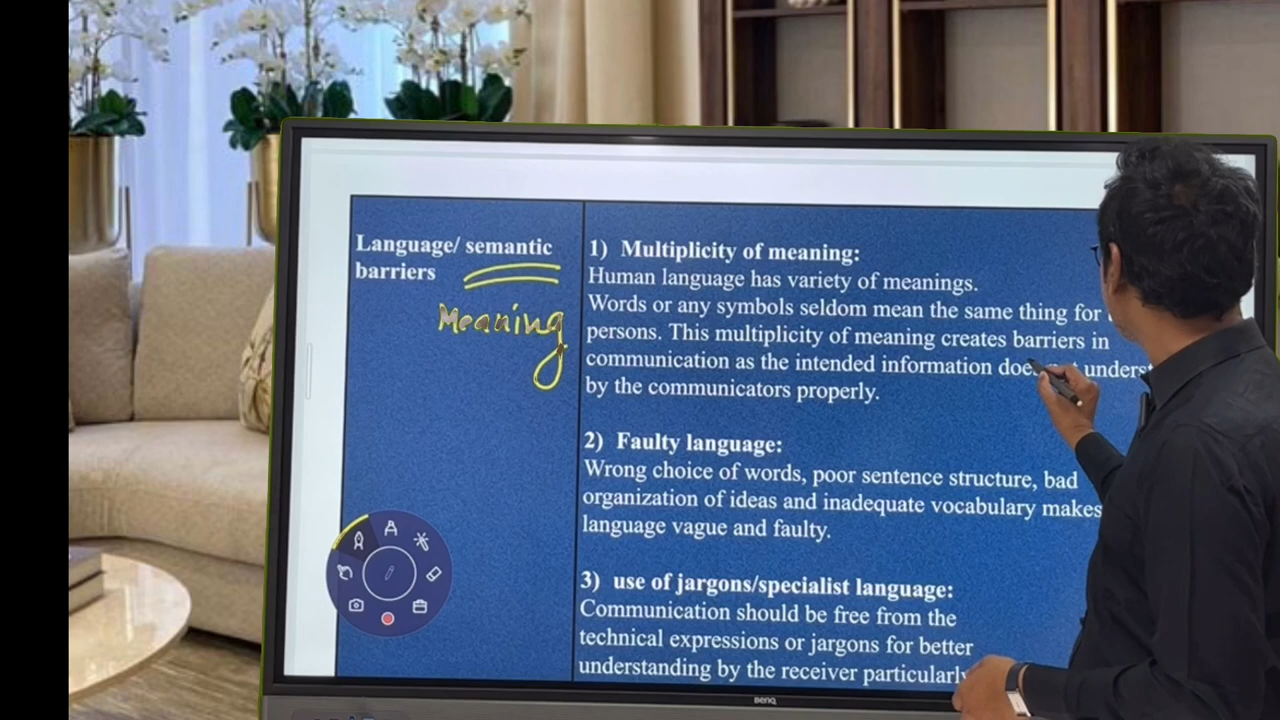 Language/ semantic
barriers
Meaning
1) Multiplicity of meaning:
Human language has variety of meanings.
Words or any symbols seldom mean the same thing for
persons. This multiplicity of meaning creates barriers in
communication as the intended information
by the communicators properly.
2) Faulty language:
Wrong choice of words, poor sentence structure, bad
organization of ideas and inadequate vocabulary makes
language vague and faulty.
3) use of jargons/specialist language:
Communication should be free from the
technical expressions or jargons for better
understanding by the receiver particularly
BenQ